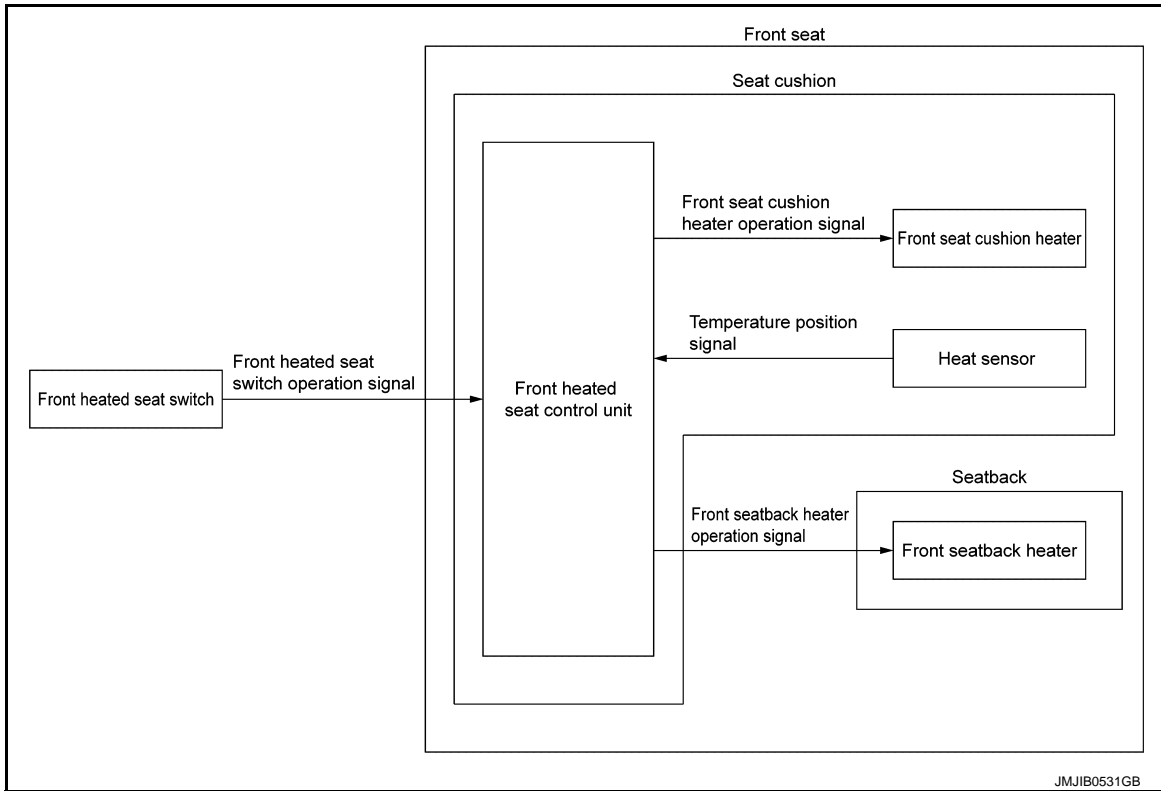 Front seat
Seat cushion
Front seat cushion
heater operation signal
Front seat cushion heater
Temperature position
signal
Heat sensor
Front heated seat
switch operation signal
Front heated seat switch
Front heated
seat control unit
Seatback
Front seatback heater
operation signal
Front seatback heater
JMJIB0531GB